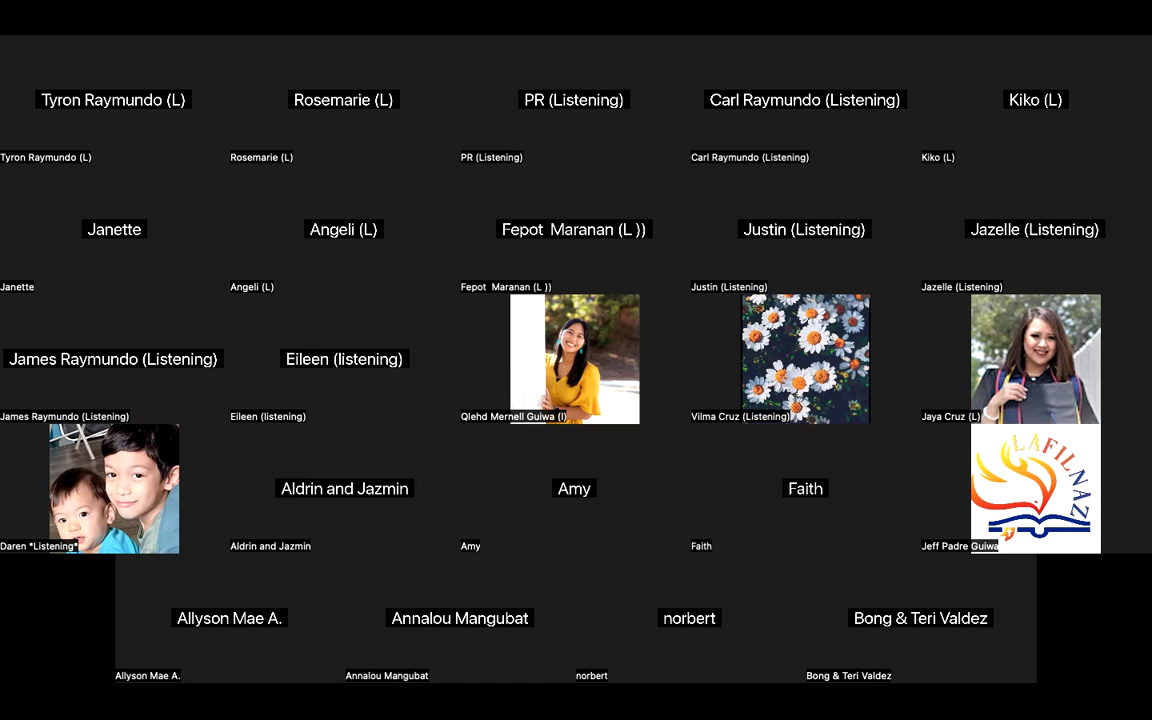 Tyron Raymundo (L)
Rosemarie (L)
PR (Listening)
Carl Raymundo (Listening)
Kiko (L)
Tyron Raymundo (L)
Rosemarie (L)
PR (Listening)
Carl Raymundo (Listening)
Kiko (L)
Janette
Angeli (L)
Fepot  Maranan (L ))
Justin (Listening)
Jazelle (Listening)
Janette
Angeli (L)
Fepot  Maranan (L ))
Justin (Listening)
Jazelle (Listening)
James Raymundo (Listening)
Eileen (listening)
James Raymundo (Listening)
Eileen (listening)
Qlehd Mernell Guiwa (l)
Vilma Cruz (Listening)
Jaya Cruz (L)
LAFILNAZ
Aldrin and Jazmin
Amy
Faith
Daren *Listening*
Aldrin and Jazmin
Amy
Faith
Jeff Padre Guiwa
Allyson Mae A.
Annalou Mangubat
norbert
Bong & Teri Valdez
Allyson Mae A.
Annalou Mangubat
norbert
Bong & Teri Valdez